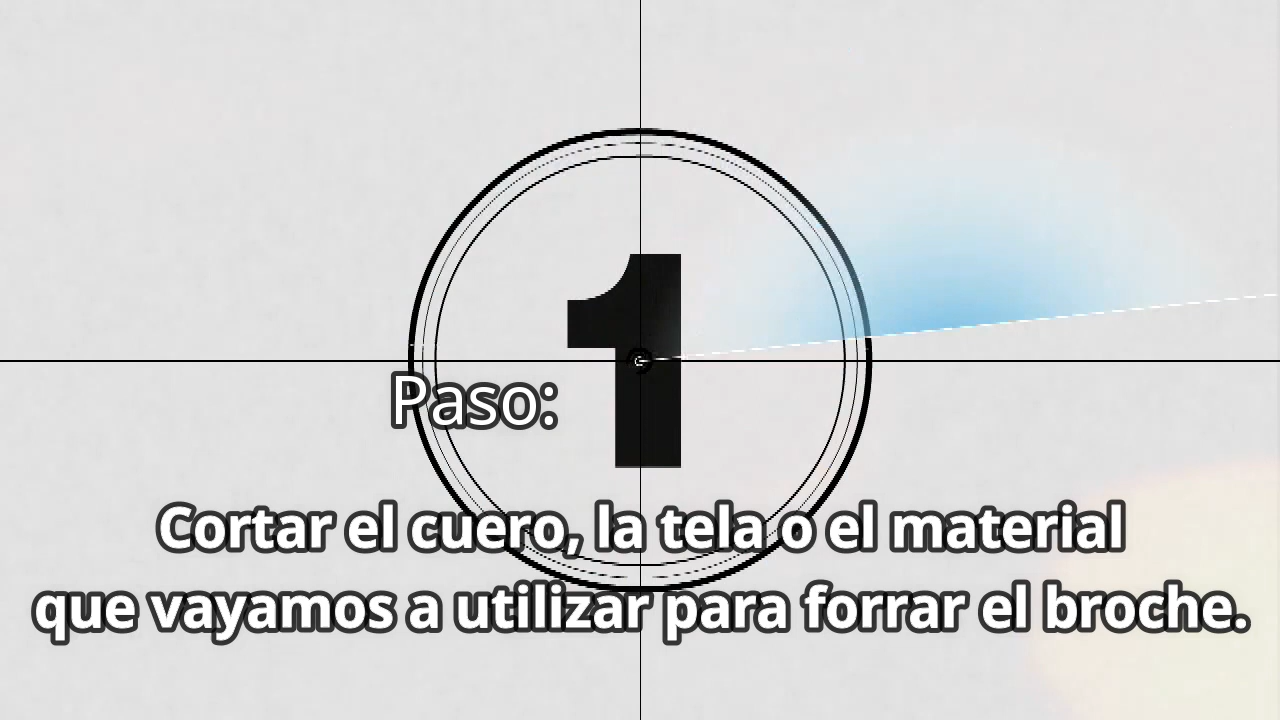 Paso: 1
Cortar el cuero, la tela o el material
que vayamos a utilizar para forrar el broche.